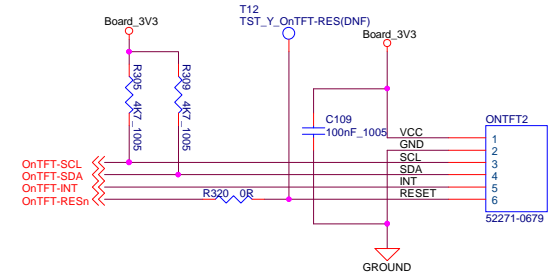 T12
TST_Y_OnTFT-RES(DNF)
Board_3V3
Board_3V3
R305
4K7_1005
R309
4K7_1005
C109
100nF_1005
ONTFT2
VCC
1
GND
2
OnTFT-SCL
SCL
3
OnTFT-SDA
SDA
4
OnTFT-INT
INT
5
OnTFT-RESn
R320
0R
RESET
6
52271-0679
GROUND